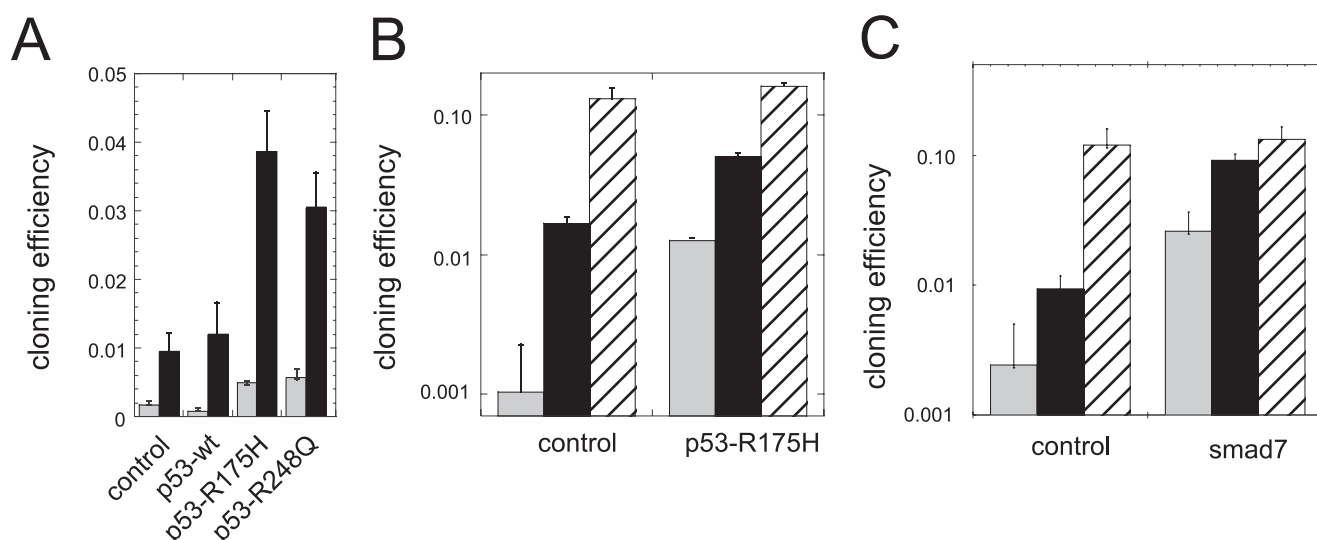 A
cloning efficiency
0.05
0.04
0.03
0.02
0.01
0
control
p53-wt
p53-R175H
p53-R248Q
B
cloning efficiency
0.10
0.01
0.001
control
p53-R175H
C
cloning efficiency
0.10
0.01
0.001
control
smad7